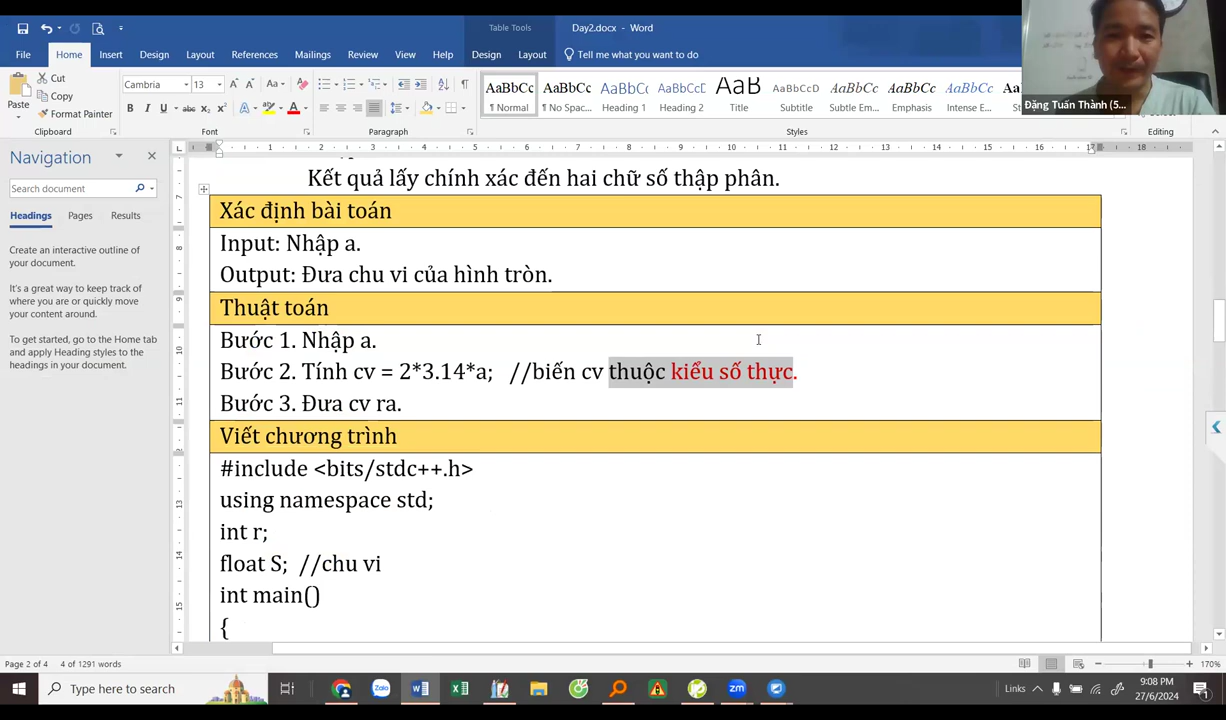 Table Tools
Day2.docx - Word
File Home Insert Design Layout References Mailings Review View Help Design Layout Tell me what you want to do
Paste
Cut
Copy
Format Painter
Clipboard
Cambria 13
Font
Paragraph
AaBbCc AaBbCc AaBbCc AaBbCc AaB AaBbCcD AaBbCc AaBbCc AaBbCc
¶ Normal ¶ No Spac... Heading 1 Heading 2 Title Subtitle Subtle Em... Emphasis Intense E...
Styles
Editing
Đặng Tuấn Thành (5...
Navigation
Search document
Headings Pages Results
Create an interactive outline of
your document.
It's a great way to keep track of
where you are or quickly move
your content around.
To get started, go to the Home tab
and apply Heading styles to the
headings in your document.
Kết quả lấy chính xác đến hai chữ số thập phân.
Xác định bài toán
Input: Nhập a.
Output: Đưa chu vi của hình tròn.
Thuật toán
Bước 1. Nhập a.
Bước 2. Tính cv = 2*3.14*a; //biến cv thuộc kiểu số thực.
Bước 3. Đưa cv ra.
Viết chương trình
#include <bits/stdc++.h>
using namespace std;
int r;
float S; //chu vi
int main()
{
Page 2 of 4 4 of 1291 words
170%
Type here to search
Links
9:08 PM
27/6/2024